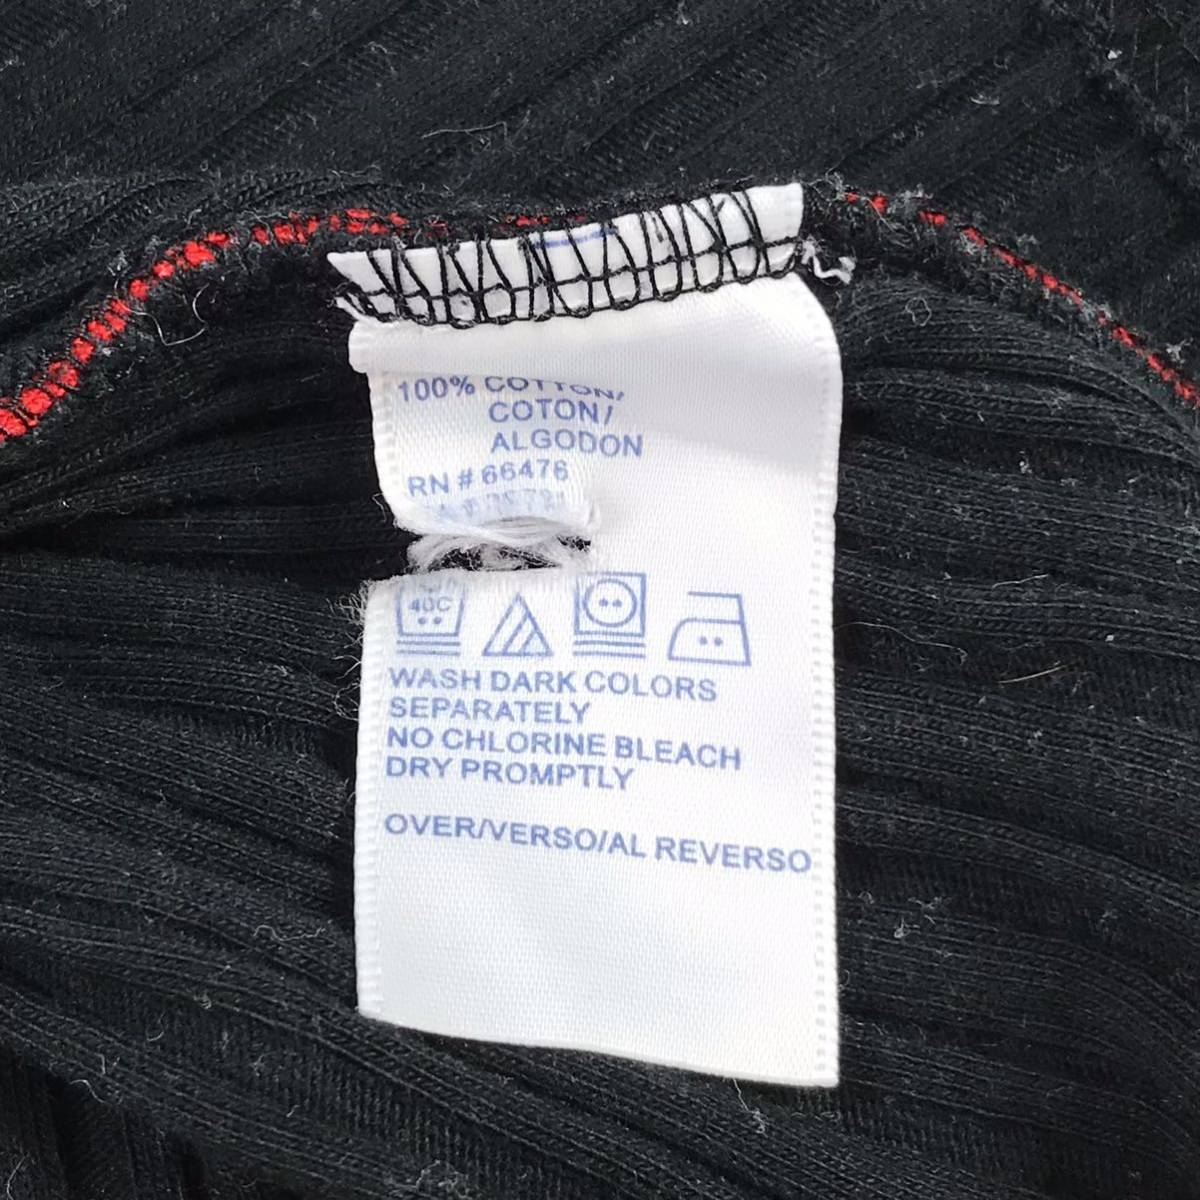 100% COTTON/
COTON/
ALGODON
RN # 66476
40C
WASH DARK COLORS
SEPARATELY
NO CHLORINE BLEACH
DRY PROMPTLY
OVER/VERSO/AL REVERSO